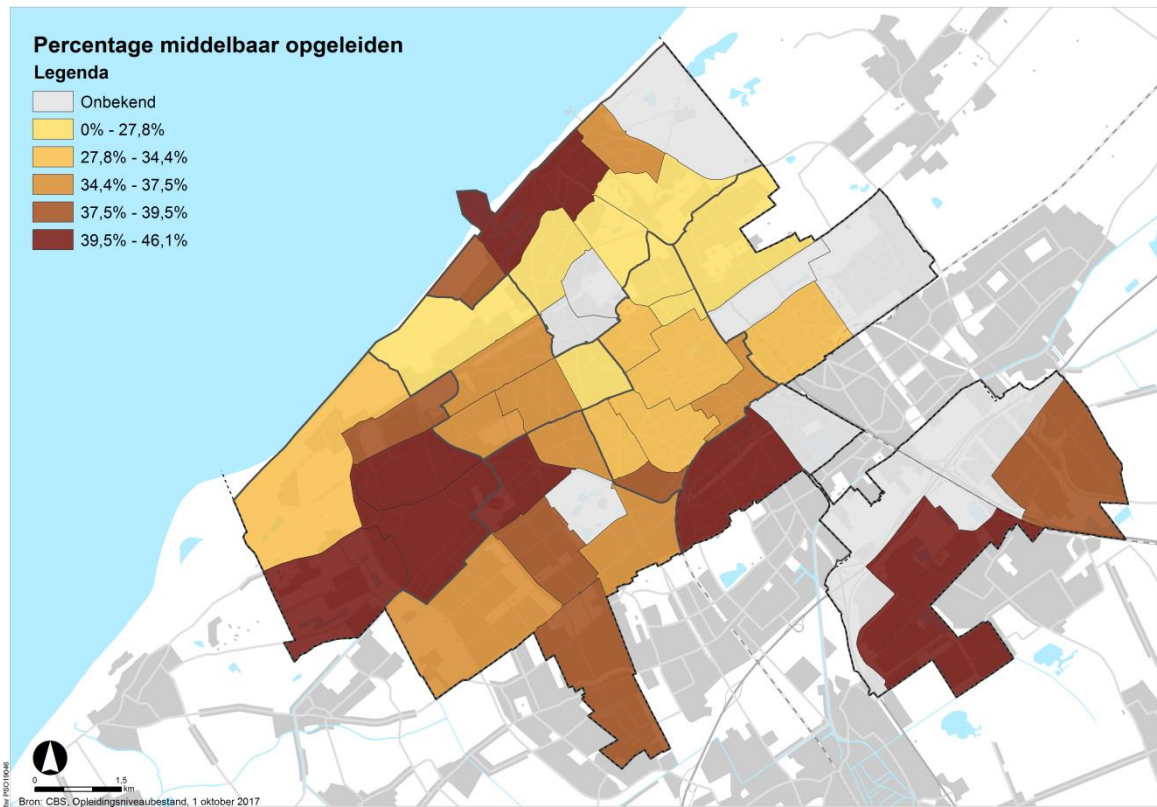 Percentage middelbaar opgeleiden
Legenda
Onbekend
0% - 27,8%
27,8% - 34,4%
34,4% - 37,5%
37,5% - 39,5%
39,5% - 46,1%
0 1,5
km
Bron: CBS, Opleidingsniveaubestand, 1 oktober 2017
PSO19046